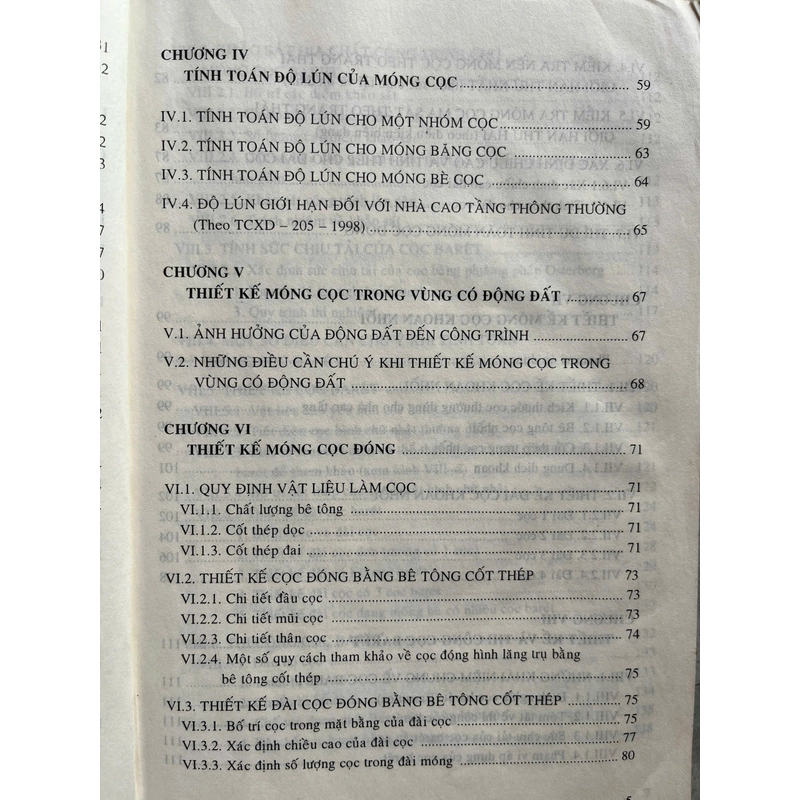 CHƯƠNG IV
TÍNH TOÁN ĐỘ LÚN CỦA MÓNG CỌC 59
IV.1. TÍNH TOÁN ĐỘ LÚN CHO MỘT NHÓM CỌC 59
IV.2. TÍNH TOÁN ĐỘ LÚN CHO MÓNG BĂNG CỌC 63
IV.3. TÍNH TOÁN ĐỘ LÚN CHO MÓNG BÈ CỌC 64
IV.4. ĐỘ LÚN GIỚI HẠN ĐỐI VỚI NHÀ CAO TẦNG THÔNG THƯỜNG
(Theo TCXD – 205 – 1998) 65
CHƯƠNG V
THIẾT KẾ MÓNG CỌC TRONG VÙNG CÓ ĐỘNG ĐẤT 67
V.1. ẢNH HƯỞNG CỦA ĐỘNG ĐẤT ĐẾN CÔNG TRÌNH 67
V.2. NHỮNG ĐIỀU CẦN CHÚ Ý KHI THIẾT KẾ MÓNG CỌC TRONG
VÙNG CÓ ĐỘNG ĐẤT 68
CHƯƠNG VI
THIẾT KẾ MÓNG CỌC ĐÓNG 71
VI.1. QUY ĐỊNH VẬT LIỆU LÀM CỌC 71
VI.1.1. Chất lượng bê tông 71
VI.1.2. Cốt thép dọc 71
VI.1.3. Cốt thép đai 71
VI.2. THIẾT KẾ CỌC ĐÓNG BẰNG BÊ TÔNG CỐT THÉP 73
VI.2.1. Chi tiết đầu cọc 73
VI.2.2. Chi tiết mũi cọc 73
VI.2.3. Chi tiết thân cọc 74
VI.2.4. Một số quy cách tham khảo về cọc đóng hình lăng trụ bằng
bê tông cốt thép 75
VI.3. THIẾT KẾ ĐÀI CỌC ĐÓNG BẰNG BÊ TÔNG CỐT THÉP 75
VI.3.1. Bố trí cọc trong mặt bằng của đài cọc 75
VI.3.2. Xác định chiều cao của đài cọc 77
VI.3.3. Xác định số lượng cọc trong đài móng 80